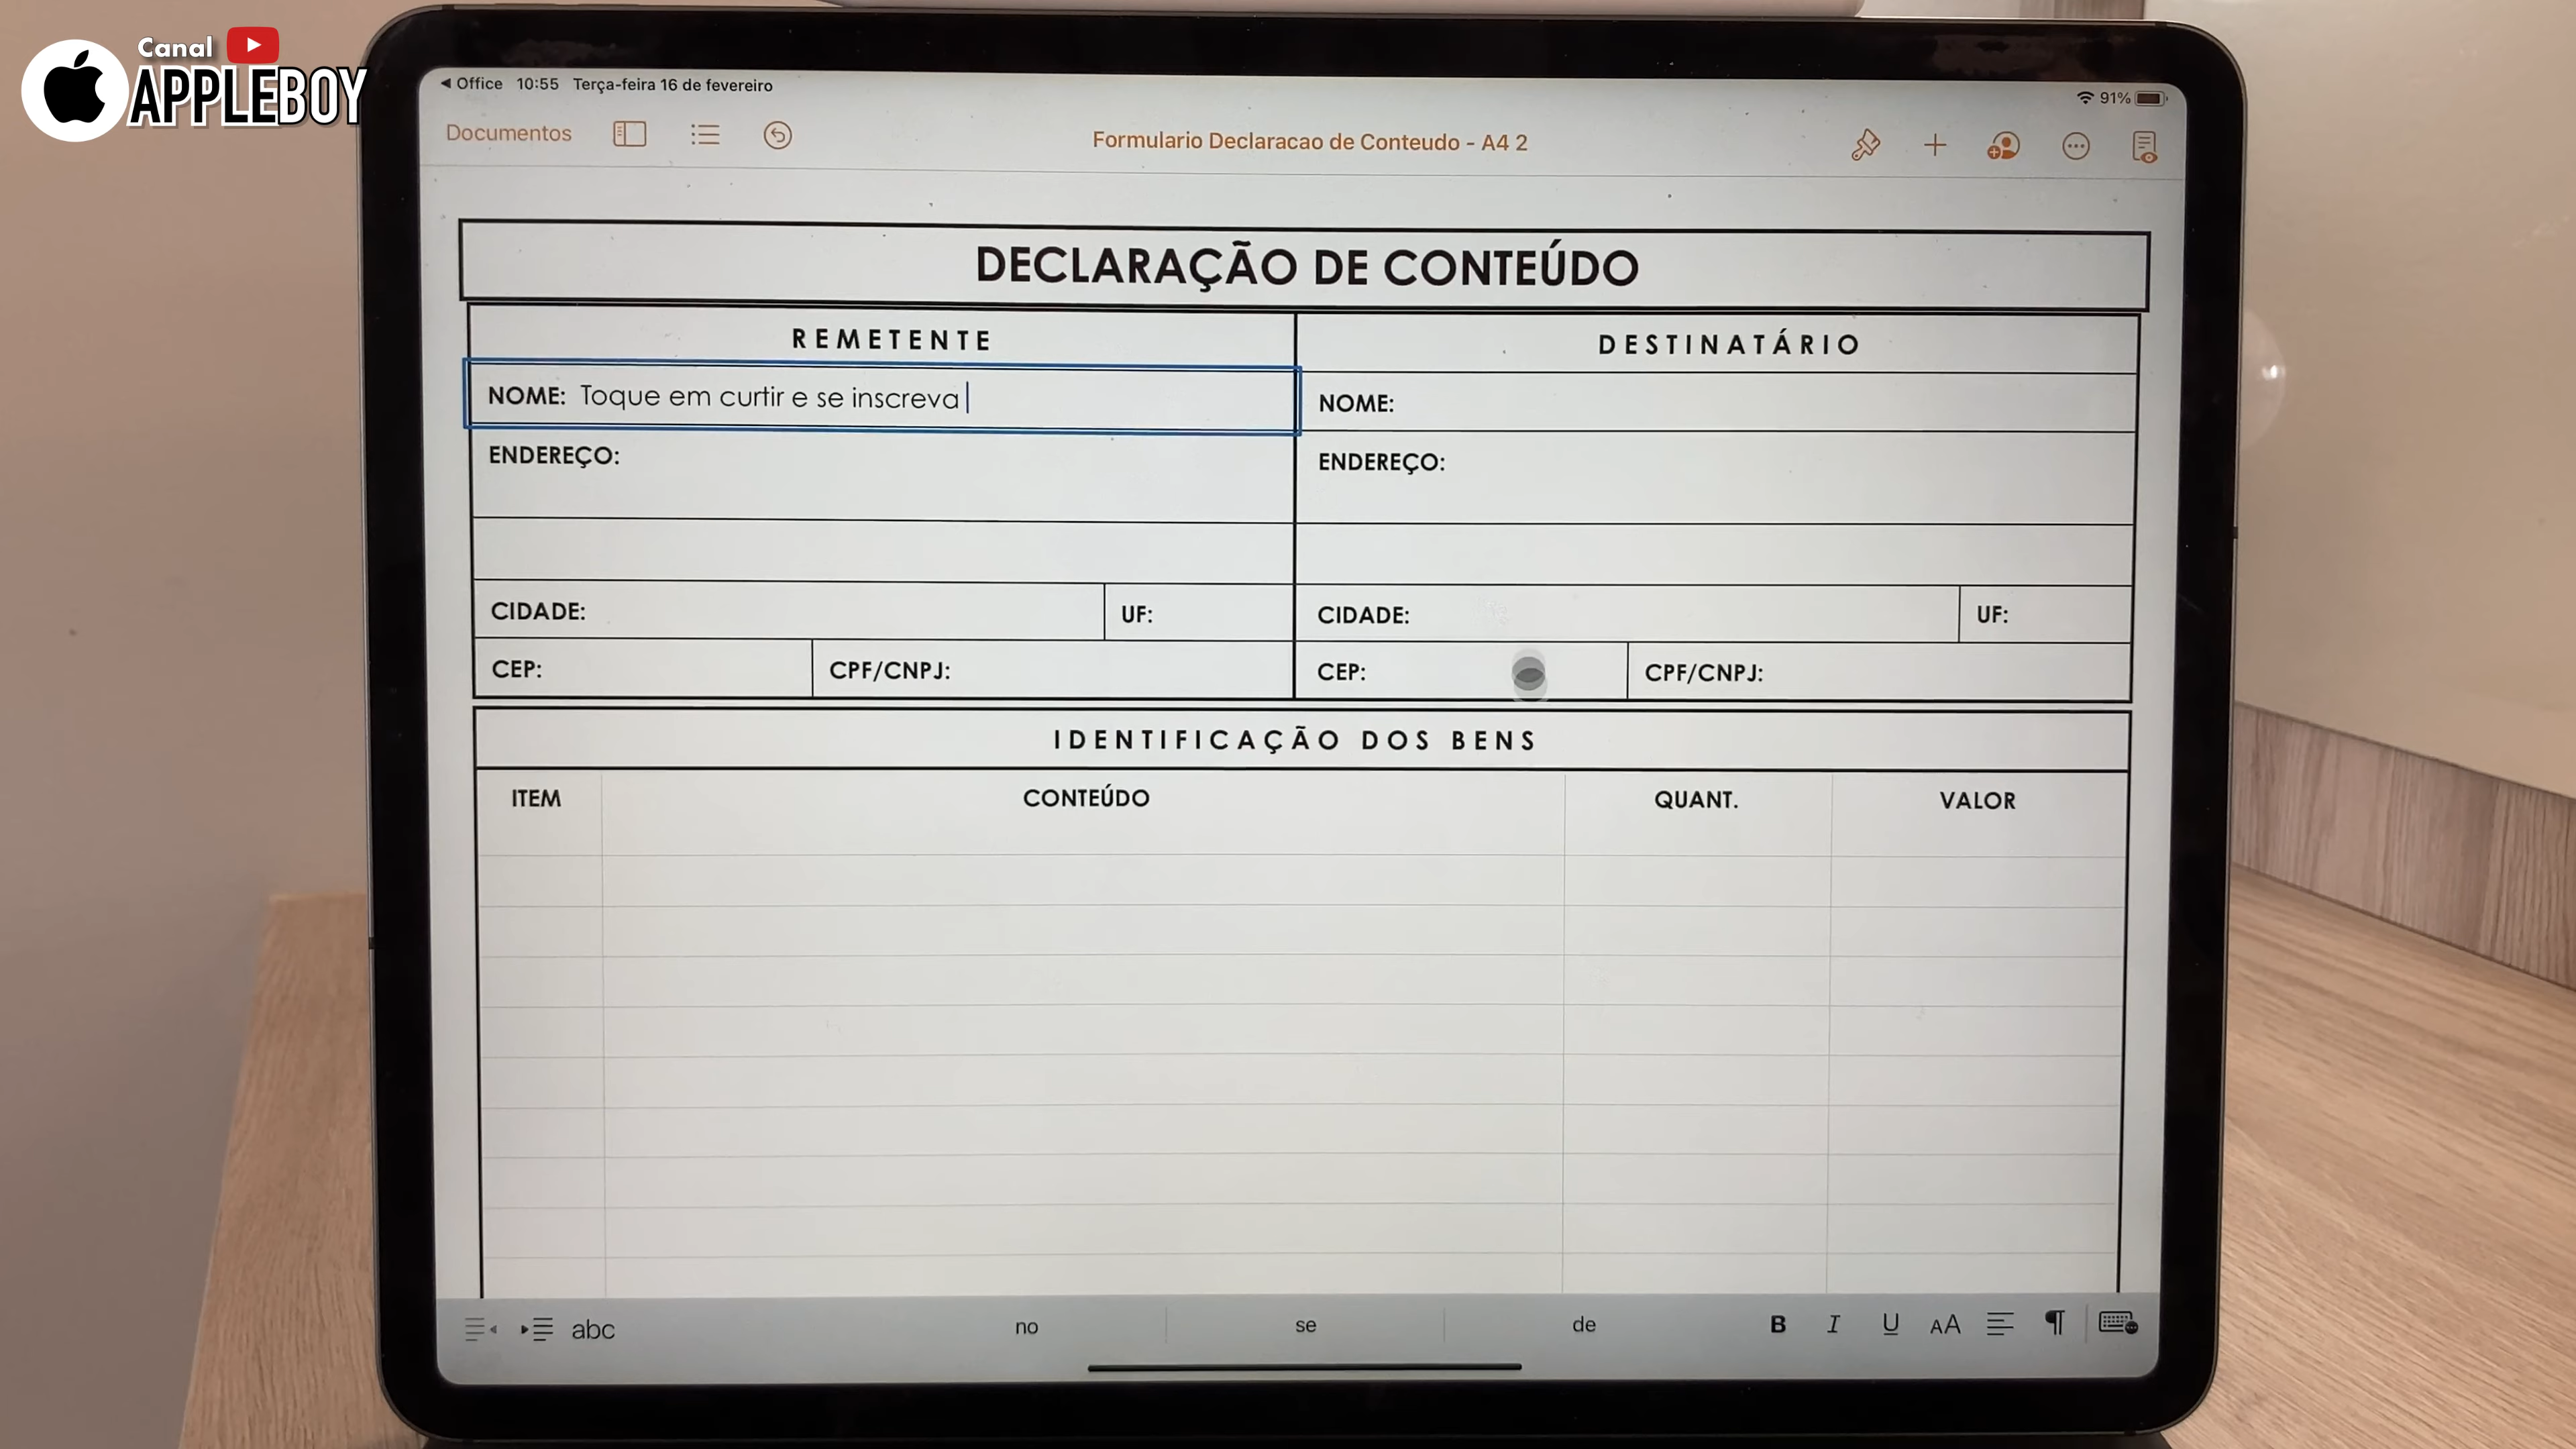 Canal
APPLEBOY
◀ Office 10:55 Terça-feira 16 de fevereiro
91%
Documentos
Formulario Declaracao de Conteudo - A4 2
DECLARAÇÃO DE CONTEÚDO
REMETENTE
DESTINATÁRIO
NOME: Toque em curtir e se inscreva
NOME:
ENDEREÇO:
ENDEREÇO:
CIDADE:
UF:
CIDADE:
UF:
CEP:
CPF/CNPJ:
CEP:
CPF/CNPJ:
IDENTIFICAÇÃO DOS BENS
ITEM
CONTEÚDO
QUANT.
VALOR
abc
no
se
de
B I U AA